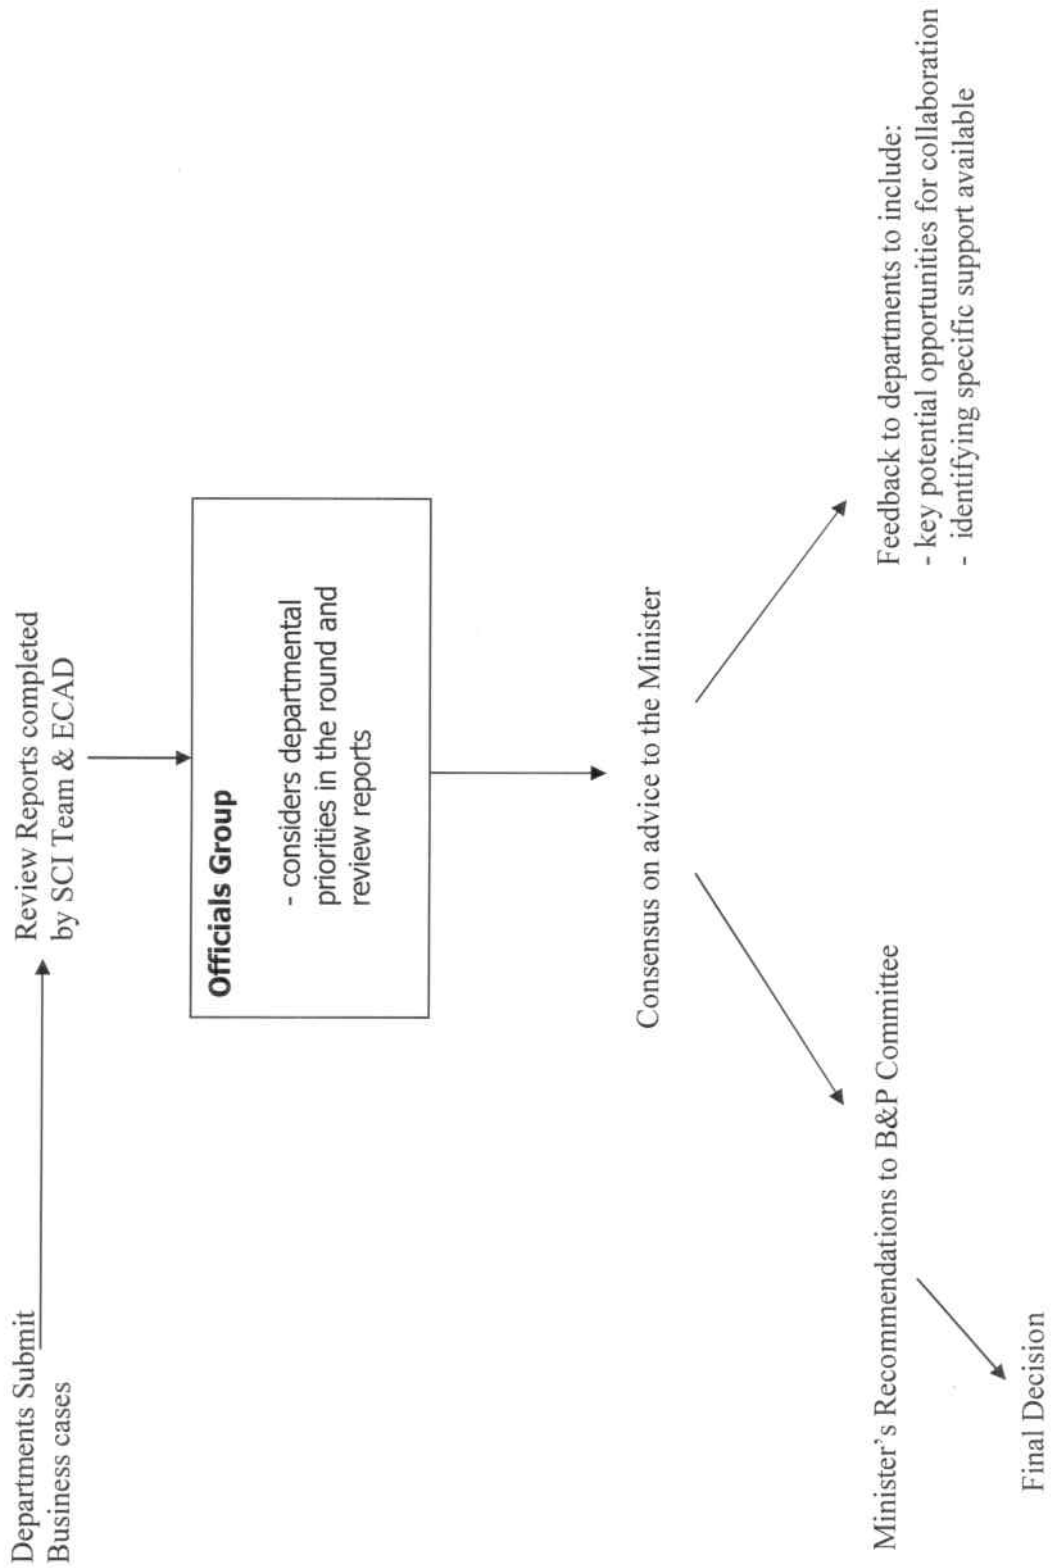 Departments Submit
Business cases
Review Reports completed
by SCI Team & ECAD
Officials Group
- considers departmental
priorities in the round and
review reports
Consensus on advice to the Minister
Minister's Recommendations to B&P Committee
Final Decision
Feedback to departments to include:
- key potential opportunities for collaboration
- identifying specific support available